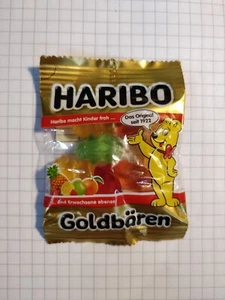 HARIBO
Haribo macht Kinder froh ...
Das Original
seit 1922
... und Erwachsene ebenso
Goldbären